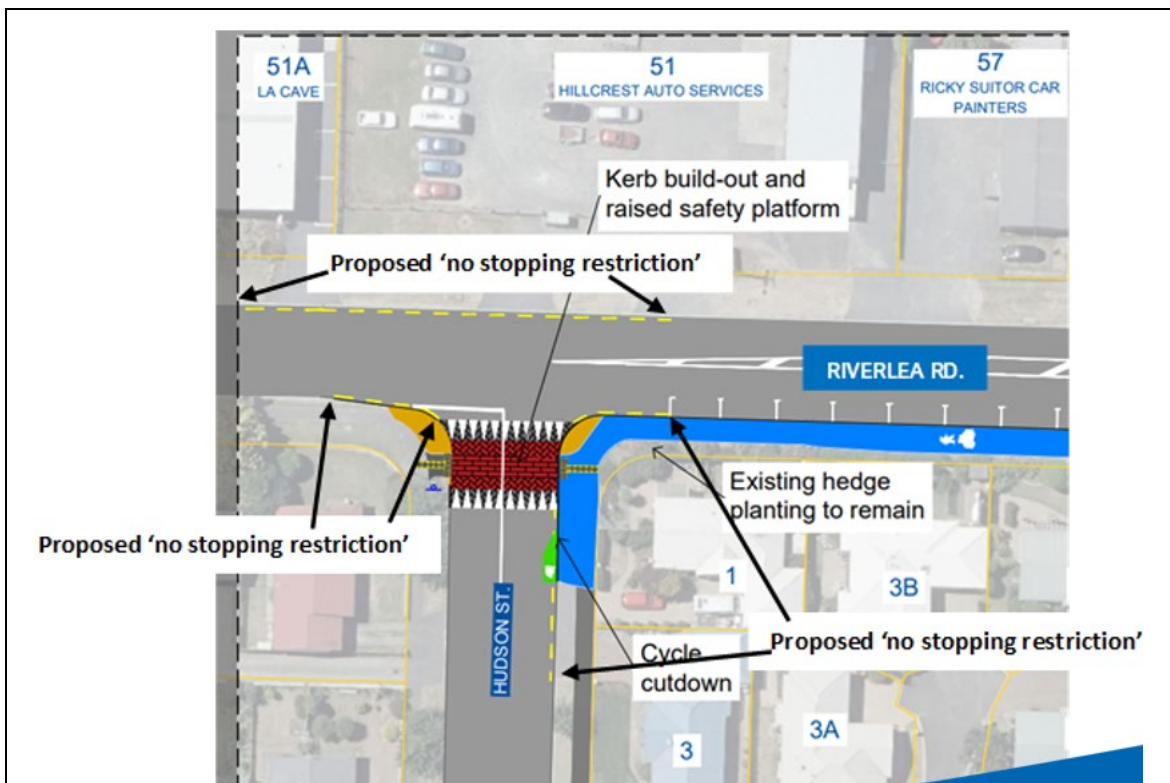 51A
LA CAVE
51
HILLCREST AUTO SERVICES
57
RICKY SUITOR CAR
PAINTERS
Kerb build-out and
raised safety platform
Proposed ‘no stopping restriction’
RIVERLEA RD.
Existing hedge
planting to remain
Proposed ‘no stopping restriction’
HUDSON ST.
1
3B
Proposed ‘no stopping restriction’
Cycle
cutdown
3
3A